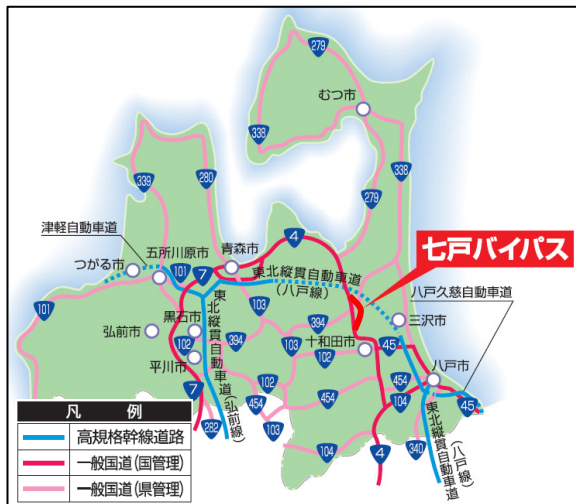 279
むつ市
338
338
339
280
279
津軽自動車道
五所川原市
青森市
4
七戸バイパス
つがる市
101
7
東北縦貫自動車道
(八戸線)
八戸久慈自動車道
101
黒石市
東北縦貫自動車道(弘前線)
103
394
三沢市
弘前市
394
103
十和田市
45
102
102
八戸市
平川市
102
454
7
454
454
104
45
凡 例
282
103
104
4
340
東北縦貫自動車道
(八戸線)
高規格幹線道路
一般国道(国管理)
一般国道(県管理)